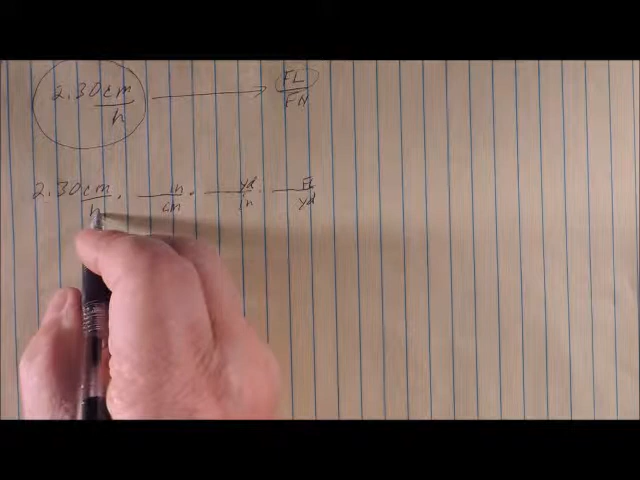 2.30 cm/h → FL/FN
2.30 cm/h · in/cm · yd/in · FL/yd